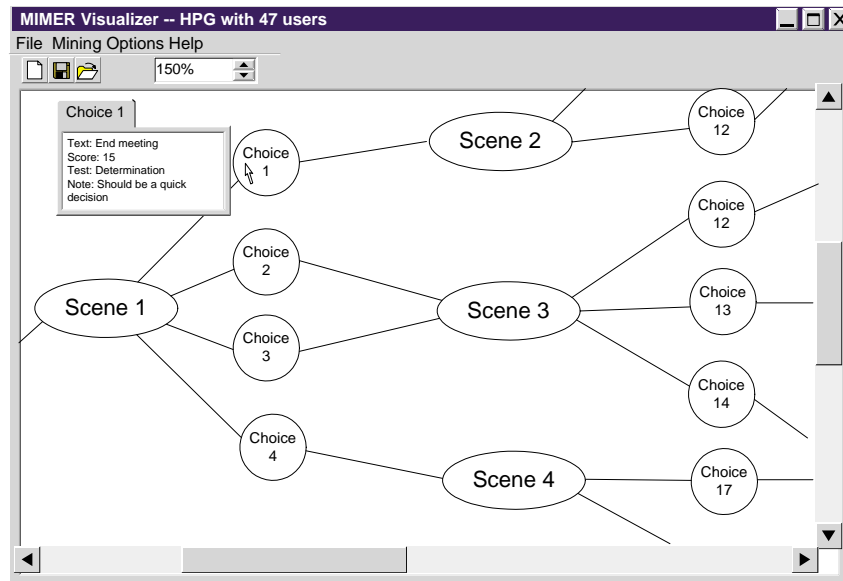 MIMER Visualizer -- HPG with 47 users
File Mining Options Help
150%
Choice 1
Text: End meeting
Score: 15
Test: Determination
Note: Should be a quick
decision
Choice
1
Scene 2
Choice
12
Choice
2
Choice
12
Scene 1
Scene 3
Choice
13
Choice
3
Choice
14
Choice
4
Scene 4
Choice
17